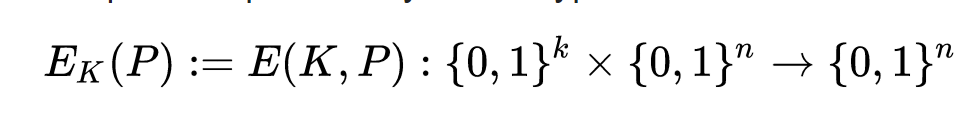 E_K(P) := E(K, P) : {0, 1}^k × {0, 1}^n → {0, 1}^n